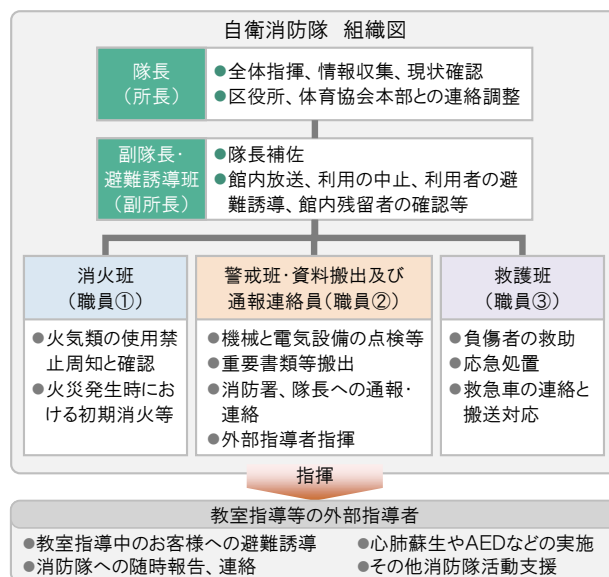 自衛消防隊 組織図
隊長
（所長）
●全体指揮、情報収集、現状確認
●区役所、体育協会本部との連絡調整
副隊長・
避難誘導班
（副所長）
●隊長補佐
●館内放送、利用の中止、利用者の避
難誘導、館内残留者の確認等
消火班
（職員①）
●火気類の使用禁
止周知と確認
●火災発生時にお
ける初期消火等
警戒班・資料搬出及び
通報連絡員（職員②）
●機械と電気設備の点検等
●重要書類等搬出
●消防署、隊長への通報・
連絡
●外部指導者指揮
救護班
（職員③）
●負傷者の救助
●応急処置
●救急車の連絡と
搬送対応
指揮
教室指導等の外部指導者
●教室指導中のお客様への避難誘導
●消防隊への随時報告、連絡
●心肺蘇生やAEDなどの実施
●その他消防隊活動支援